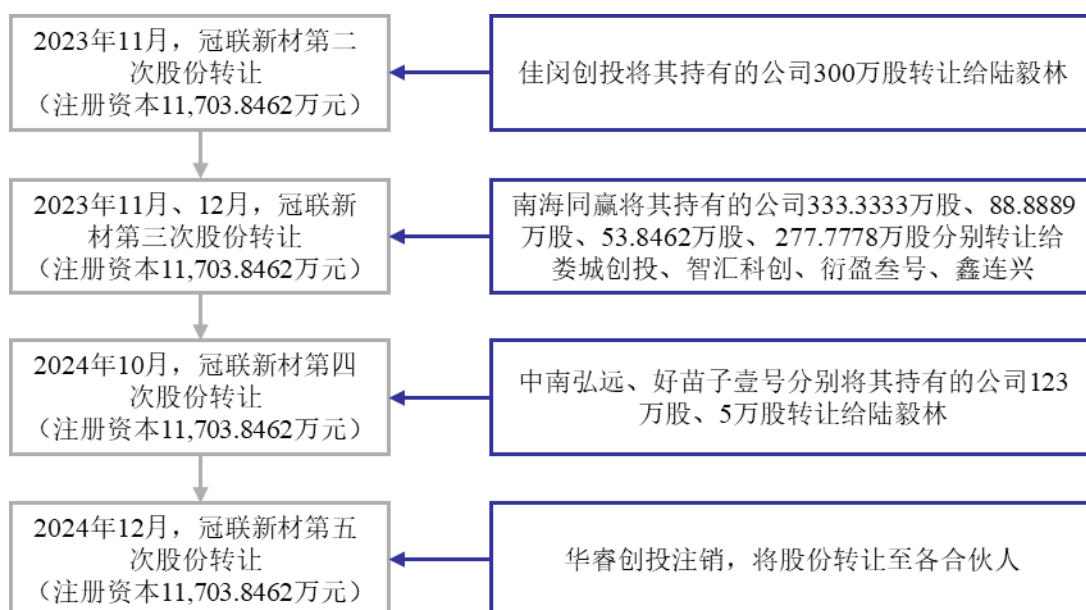 2023年11月，冠联新材第二
次股份转让
（注册资本11,703.8462万元）
佳闵创投将其持有的公司300万股转让给陆毅林
2023年11月、12月，冠联新
材第三次股份转让
（注册资本11,703.8462万元）
南海同赢将其持有的公司333.3333万股、88.8889
万股、53.8462万股、 277.7778万股分别转让给
娄城创投、智汇科创、衍盈叁号、鑫连兴
2024年10月，冠联新材第四
次股份转让
（注册资本11,703.8462万元）
中南弘远、好苗子壹号分别将其持有的公司123
万股、5万股转让给陆毅林
2024年12月，冠联新材第五
次股份转让
（注册资本11,703.8462万元）
华睿创投注销，将股份转让至各合伙人